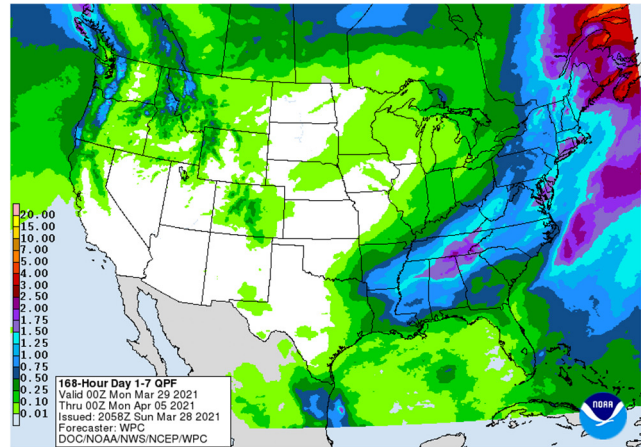 20.00
15.00
10.00
7.00
5.00
4.00
3.00
2.50
2.00
1.75
1.50
1.25
1.00
0.75
0.50
0.25
0.10
0.01
168-Hour Day 1-7 QPF
Valid 00Z Mon Mar 29 2021
Thru 00Z Mon Apr 05 2021
Issued: 2058Z Sun Mar 28 2021
Forecaster: WPC
DOC/NOAA/NWS/NCEP/WPC
NOAA